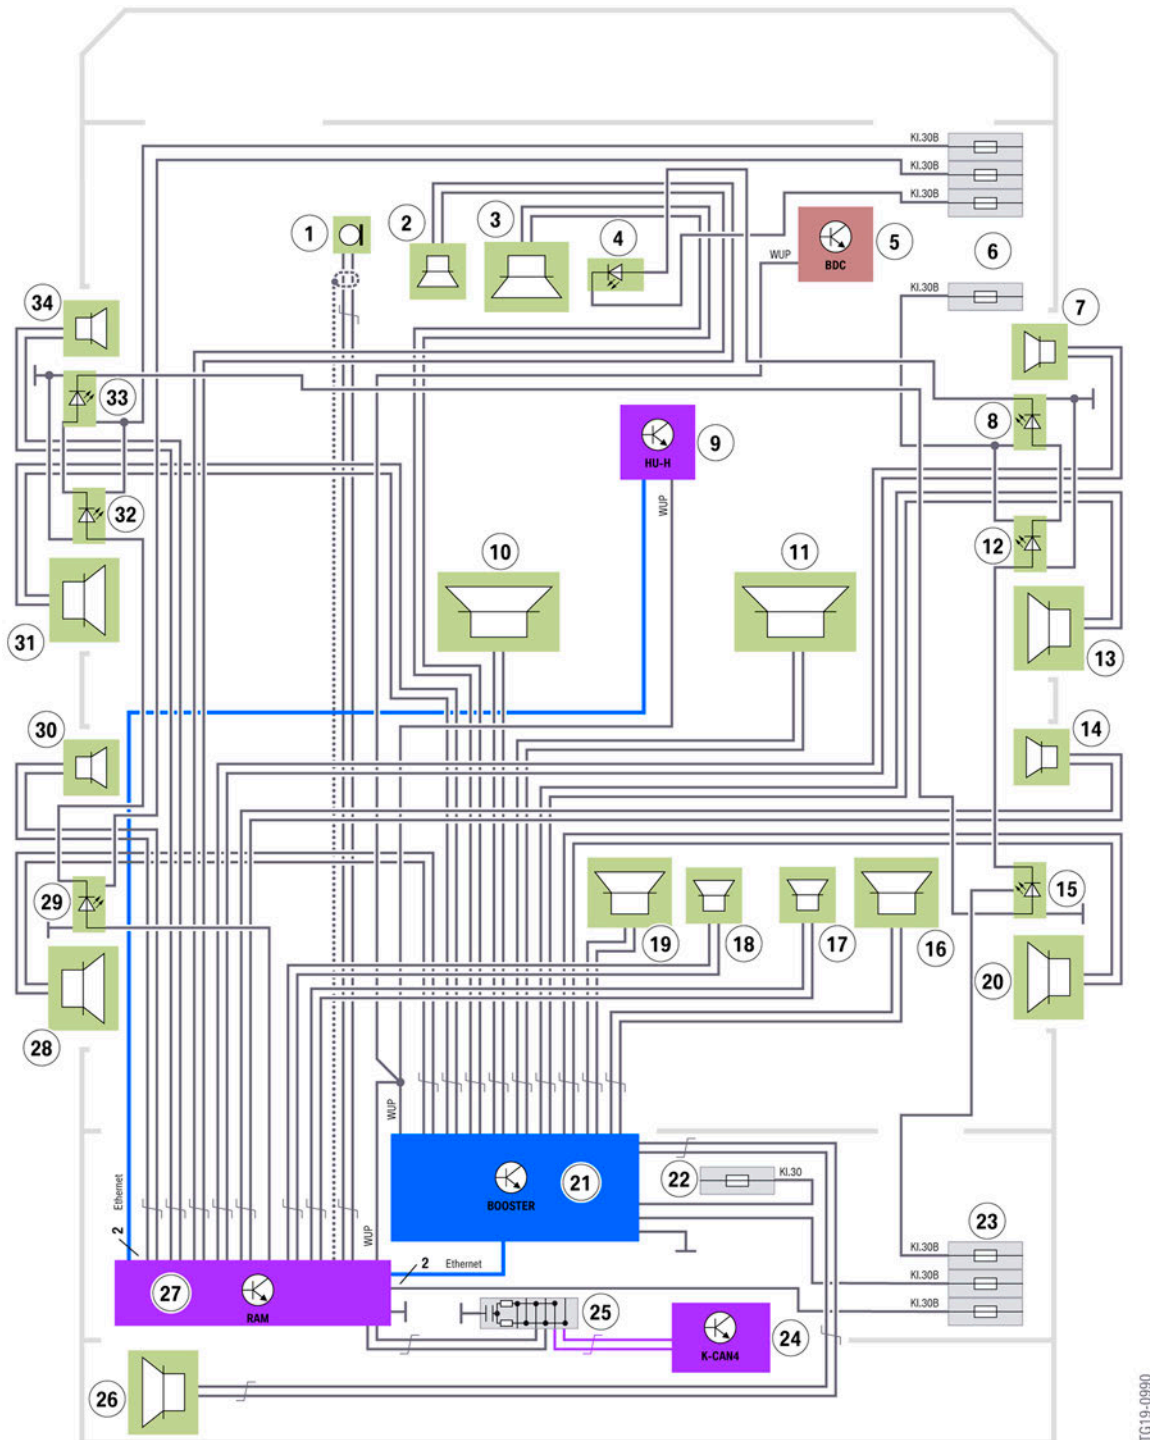 Kl.30B
Kl.30B
Kl.30B
1
2
3
4
5
BDC
WUP
6
Kl.30B
34
7
33
8
9
HU-H
WUP
32
12
10
11
31
13
30
14
29
15
19
18
17
16
28
20
WUP
Ethernet
2
WUP
BOOSTER
21
22
Kl.30
23
Kl.30B
Kl.30B
Kl.30B
2
Ethernet
27
RAM
25
24
K-CAN4
26
TG19-0990